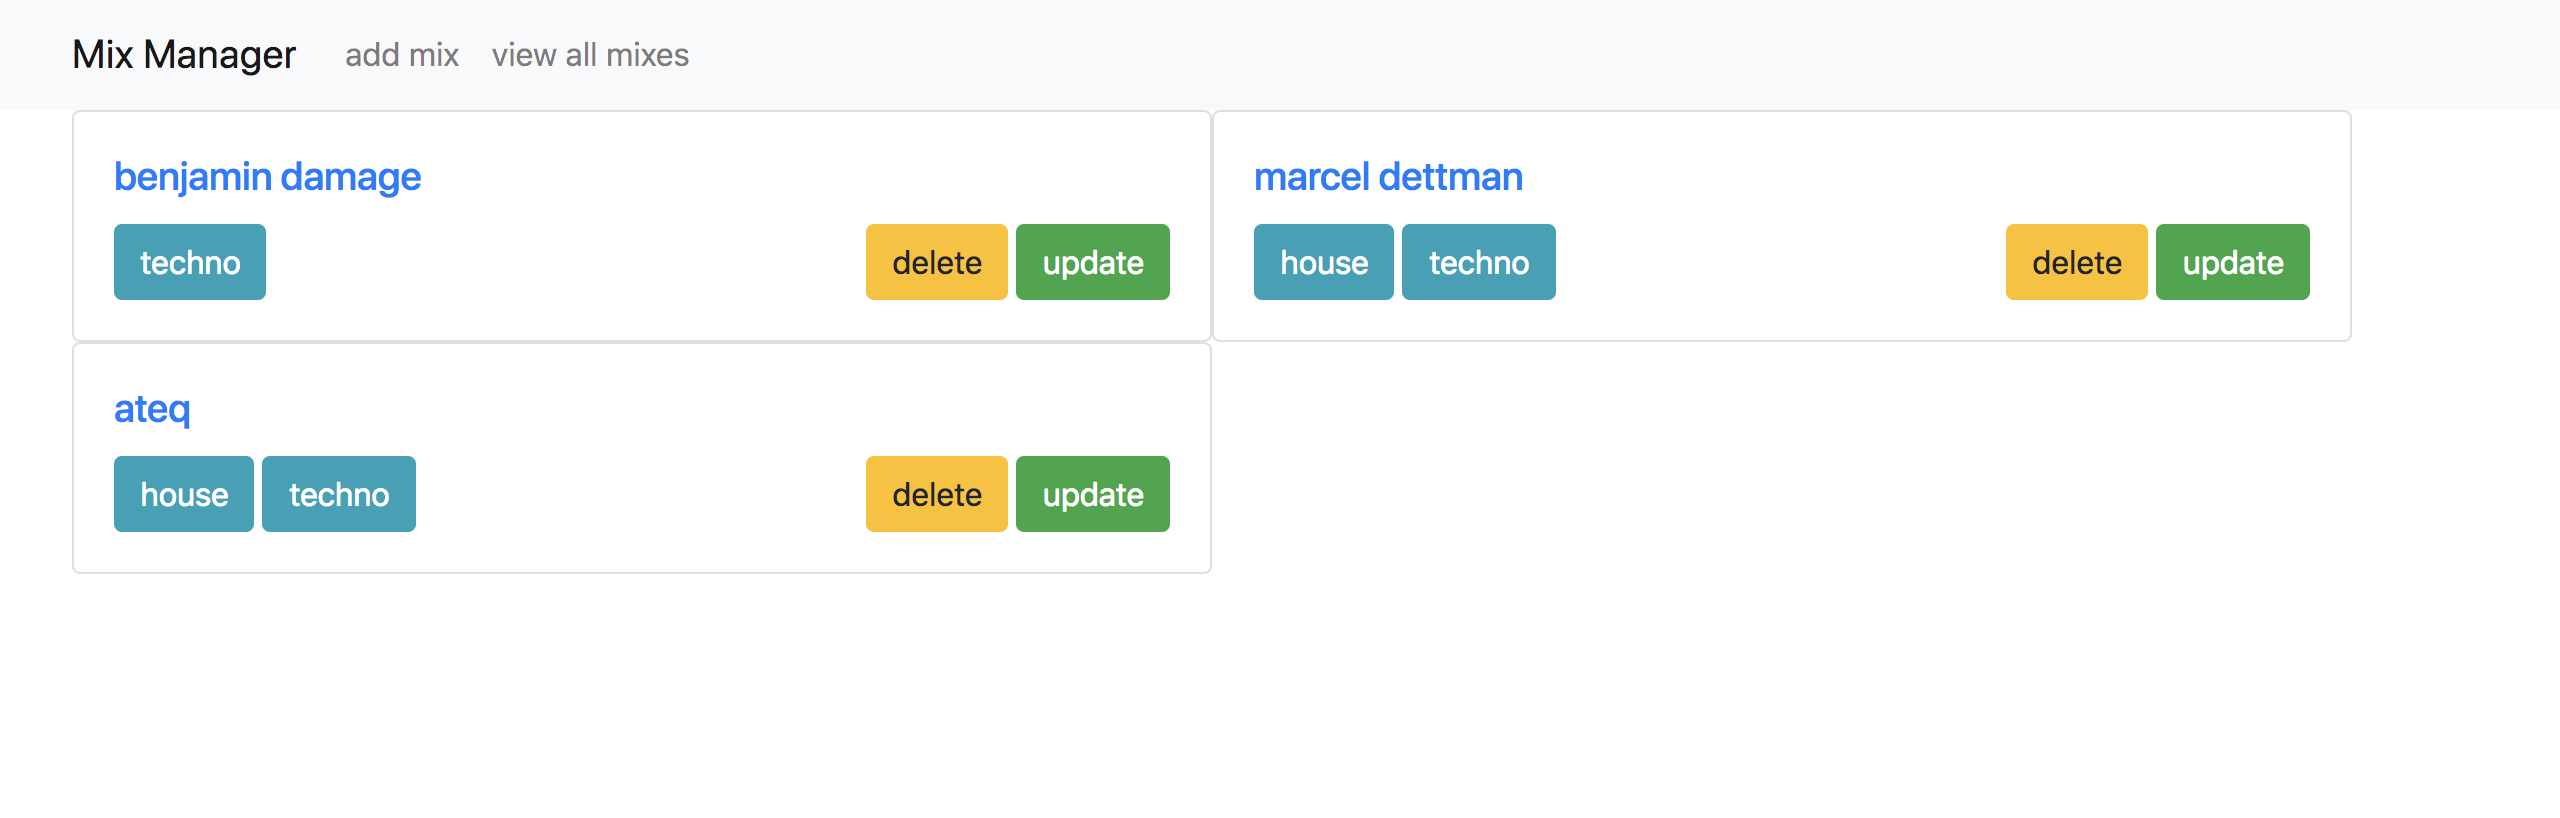 Mix Manager add mix view all mixes
benjamin damage
techno delete update
marcel dettman
house techno delete update
ateq
house techno delete update